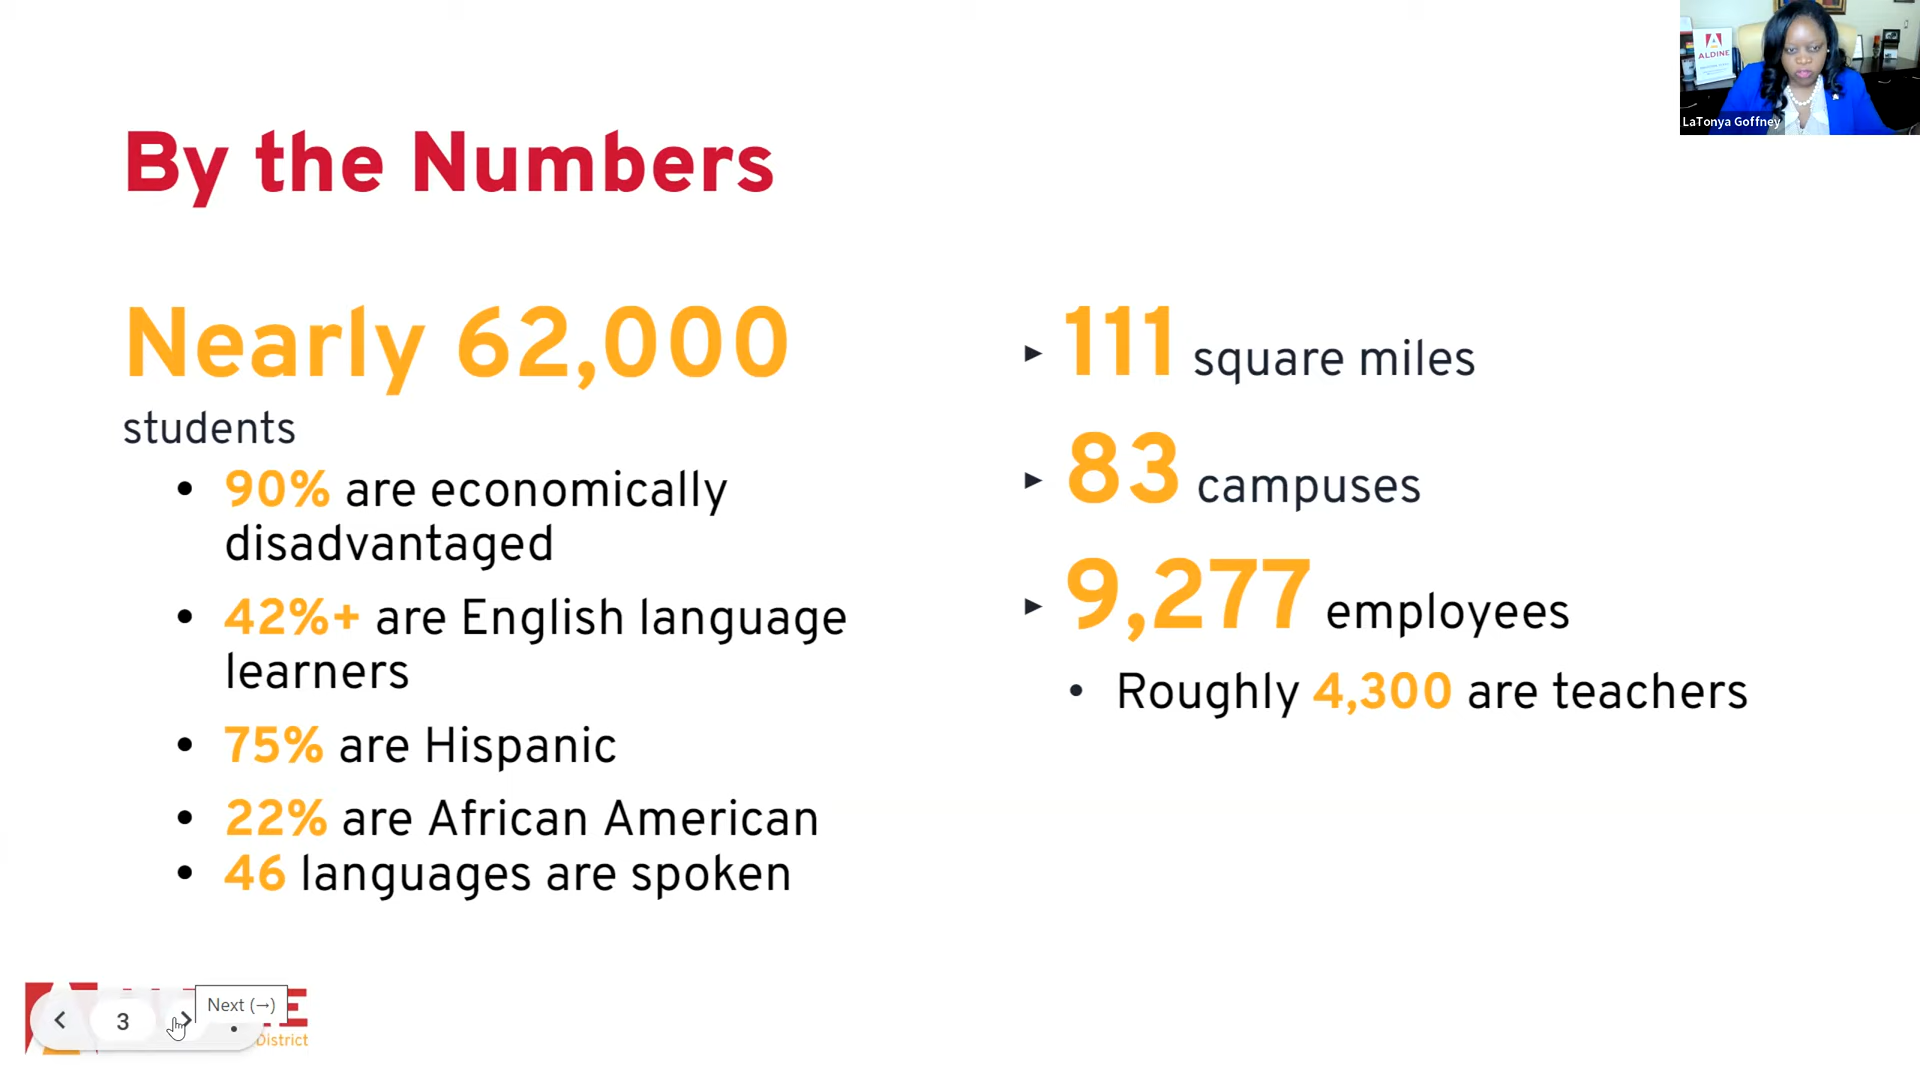 By the Numbers
Nearly 62,000
students
• 90% are economically
disadvantaged
• 42%+ are English language
learners
• 75% are Hispanic
• 22% are African American
• 46 languages are spoken
► 111 square miles
► 83 campuses
► 9,277 employees
• Roughly 4,300 are teachers
ALDINE
LaTonya Goffney
3
Next (→)
District